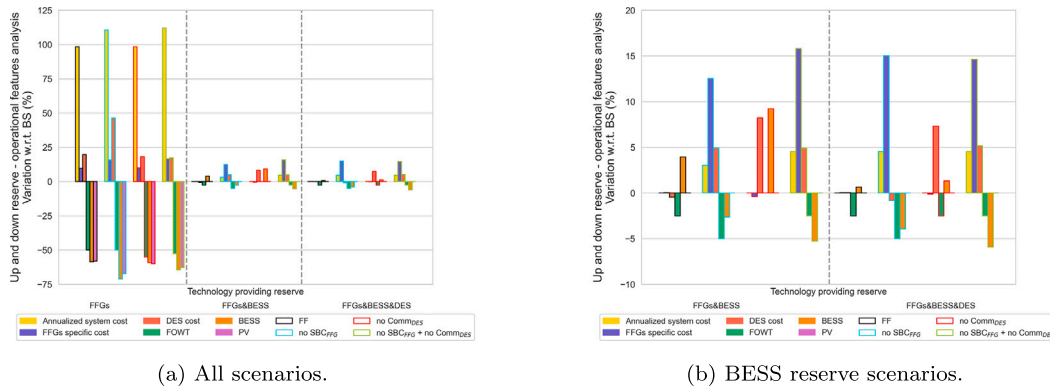 Up and down reserve - operational features analysis
Variation w.r.t. BS (%)
125
100
75
50
25
0
−25
−50
−75
Technology providing reserve
FFGs
FFGs&BESS
FFGs&BESS&DES
Annualized system cost
DES cost
BESS
FF
no Comm_DES
FFGs specific cost
FOWT
PV
no SBC_FFG
no SBC_FFG + no Comm_DES
(a) All scenarios.
Up and down reserve - operational features analysis
Variation w.r.t. BS (%)
20
15
10
5
0
−5
−10
Technology providing reserve
FFGs&BESS
FFGs&BESS&DES
Annualized system cost
DES cost
BESS
FF
no Comm_DES
FFGs specific cost
FOWT
PV
no SBC_FFG
no SBC_FFG + no Comm_DES
(b) BESS reserve scenarios.